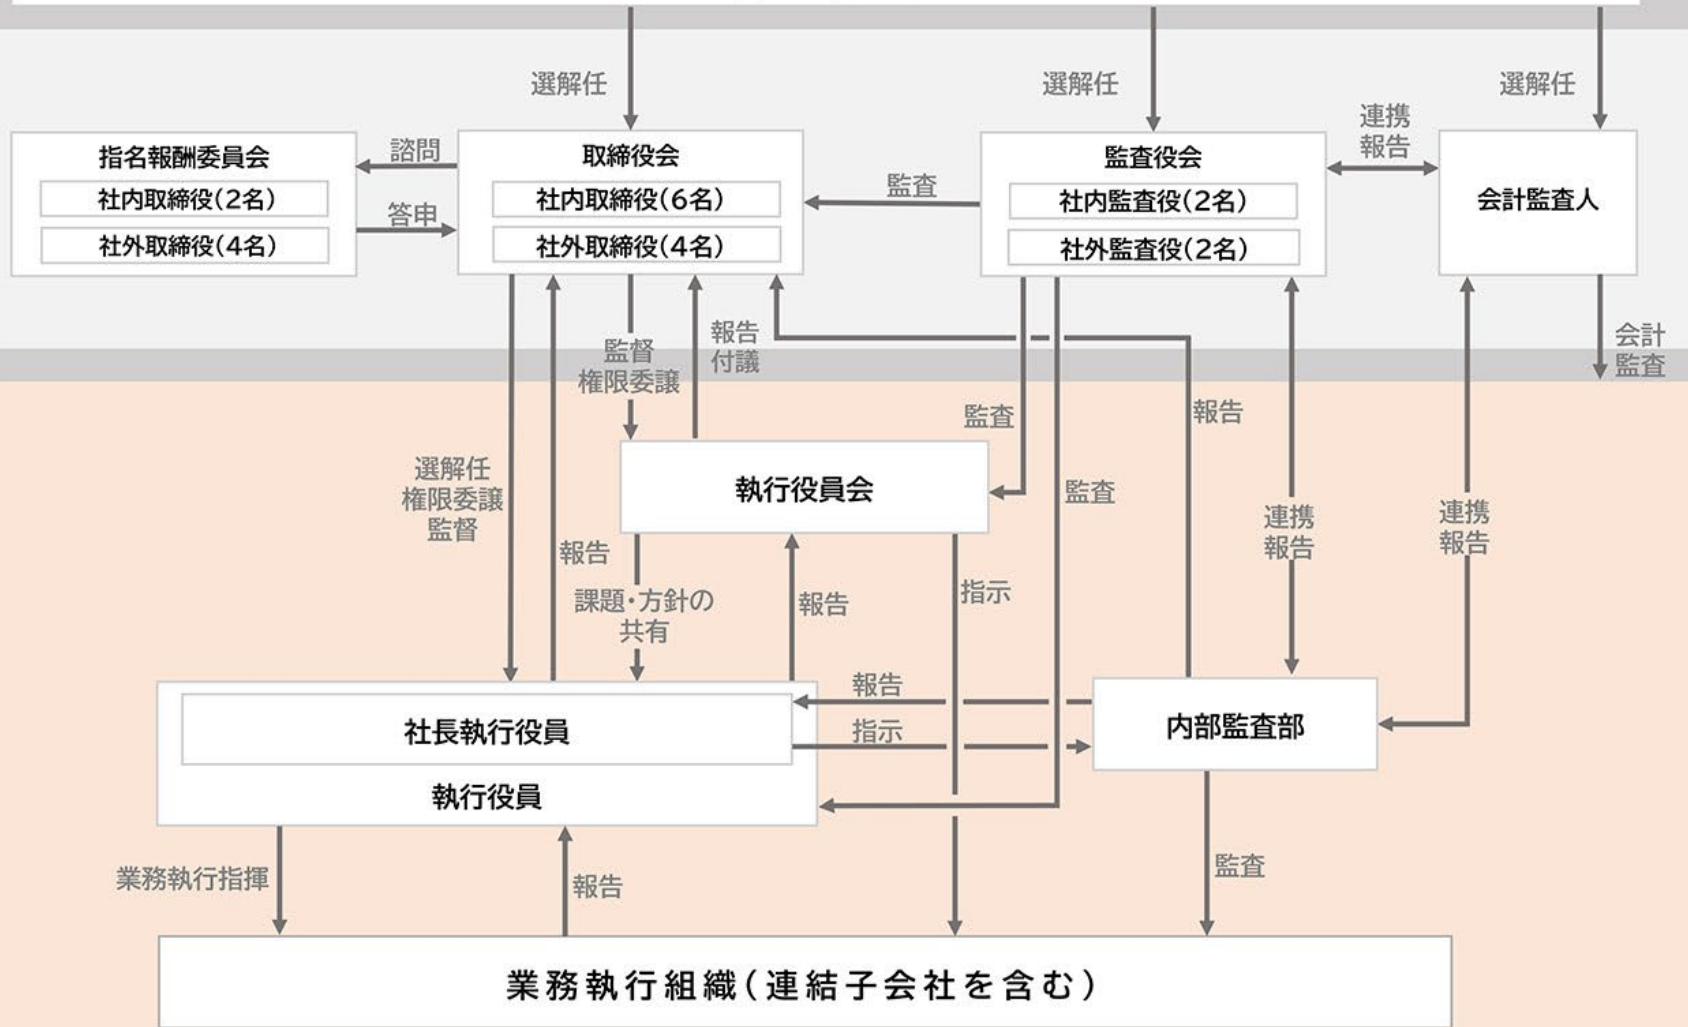 選解任
選解任
選解任
連携
報告
指名報酬委員会
社内取締役(2名)
社外取締役(4名)
諮問
答申
取締役会
社内取締役(6名)
社外取締役(4名)
監査
監査役会
社内監査役(2名)
社外監査役(2名)
会計監査人
監督
権限委譲
報告
付議
会計
監査
監査
報告
選解任
権限委譲
監督
執行役員会
監査
連携
報告
連携
報告
報告
課題・方針の
共有
報告
指示
報告
指示
社長執行役員
執行役員
内部監査部
業務執行指揮
報告
監査
業務執行組織(連結子会社を含む)